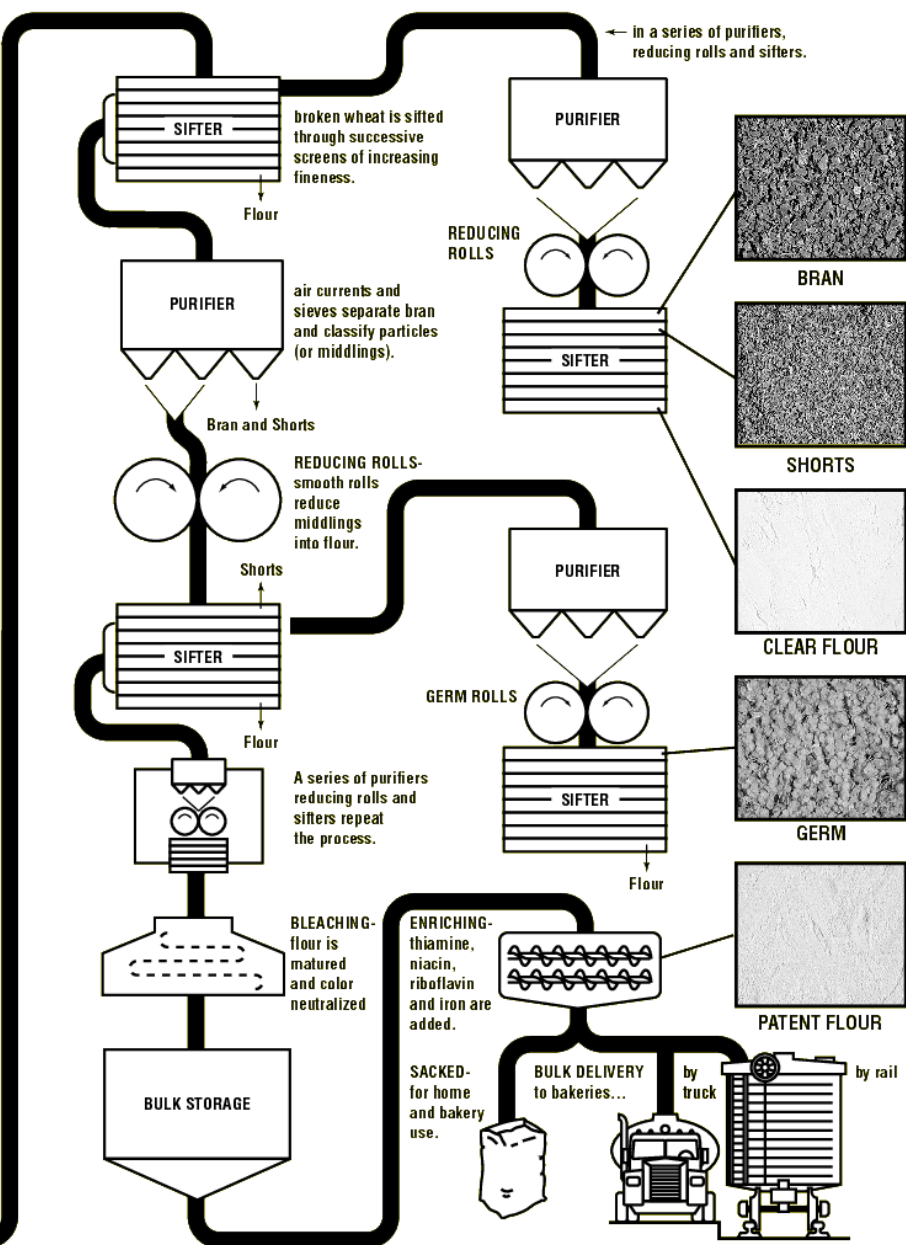 in a series of purifiers,
reducing rolls and sifters.
SIFTER
broken wheat is sifted
through successive
screens of increasing
fineness.
Flour
PURIFIER
REDUCING
ROLLS
BRAN
PURIFIER
air currents and
sieves separate bran
and classify particles
(or middlings).
SIFTER
Bran and Shorts
SHORTS
REDUCING ROLLS-
smooth rolls
reduce
middlings
into flour.
Shorts
PURIFIER
CLEAR FLOUR
SIFTER
GERM ROLLS
Flour
A series of purifiers
reducing rolls and
sifters repeat
the process.
SIFTER
GERM
Flour
BLEACHING-
flour is
matured
and color
neutralized
ENRICHING-
thiamine,
niacin,
riboflavin
and iron are
added.
PATENT FLOUR
BULK STORAGE
SACKED-
for home
and bakery
use.
BULK DELIVERY
to bakeries...
by
truck
by rail